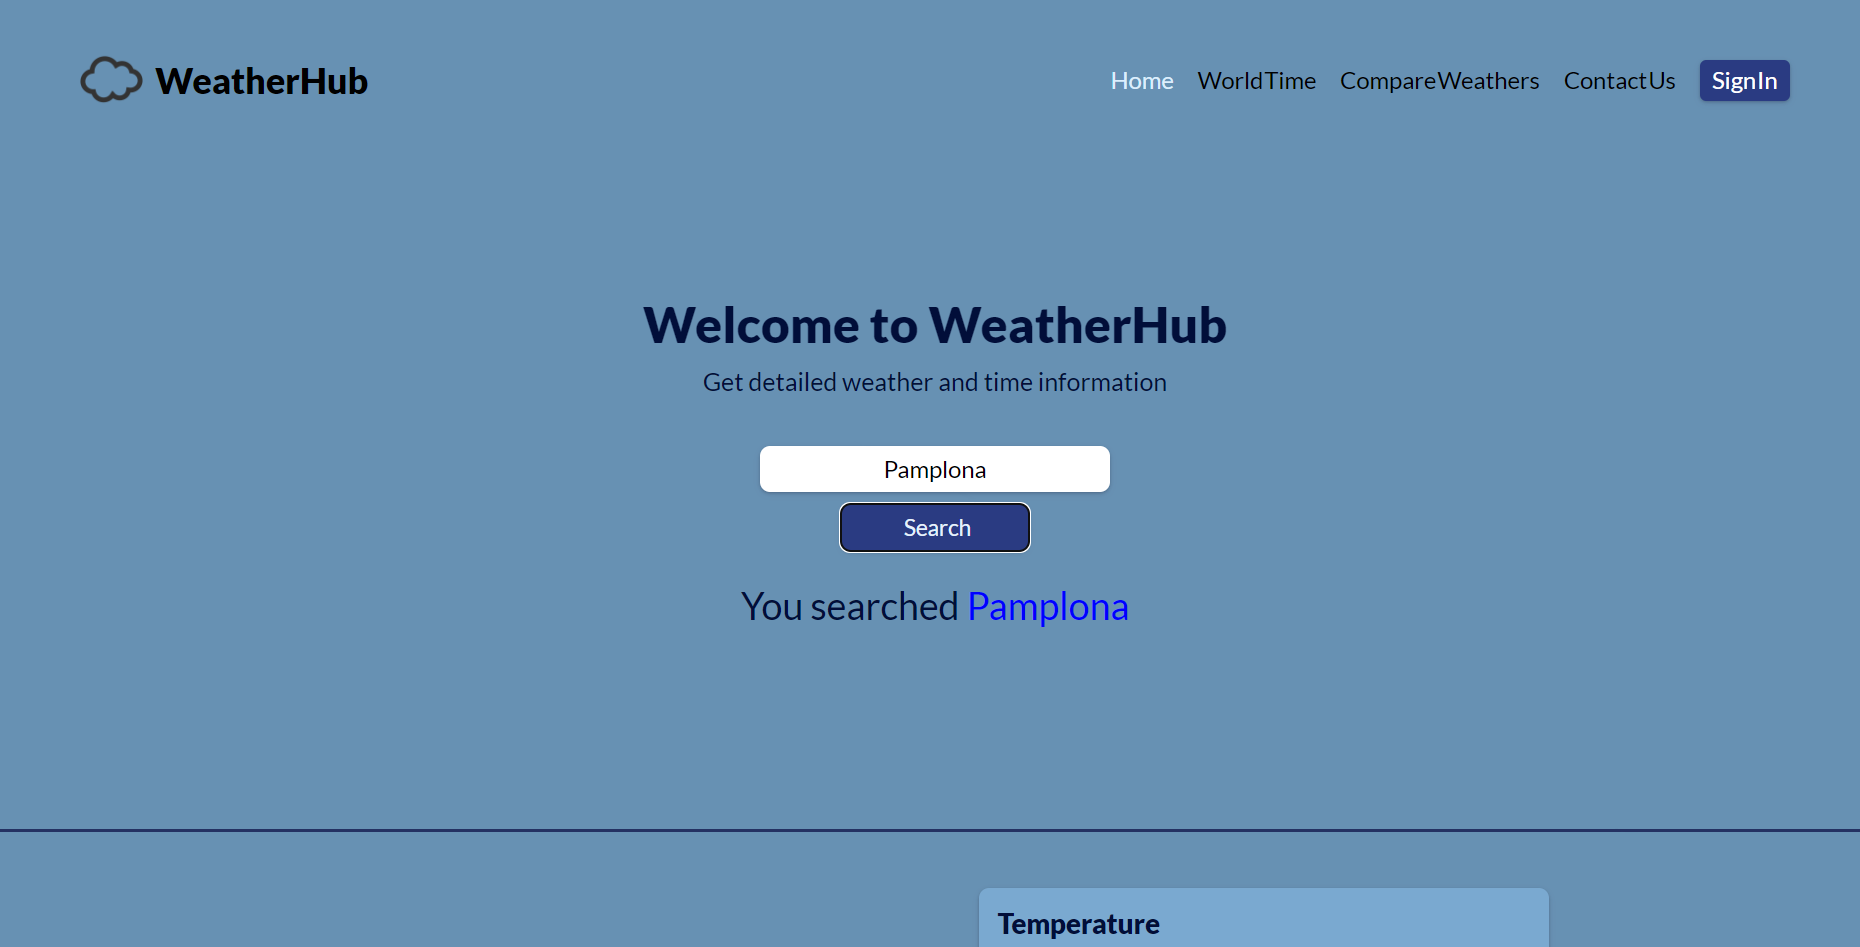 WeatherHub
Home WorldTime CompareWeathers ContactUs SignIn
Welcome to WeatherHub
Get detailed weather and time information
Pamplona
Search
You searched Pamplona
Temperature